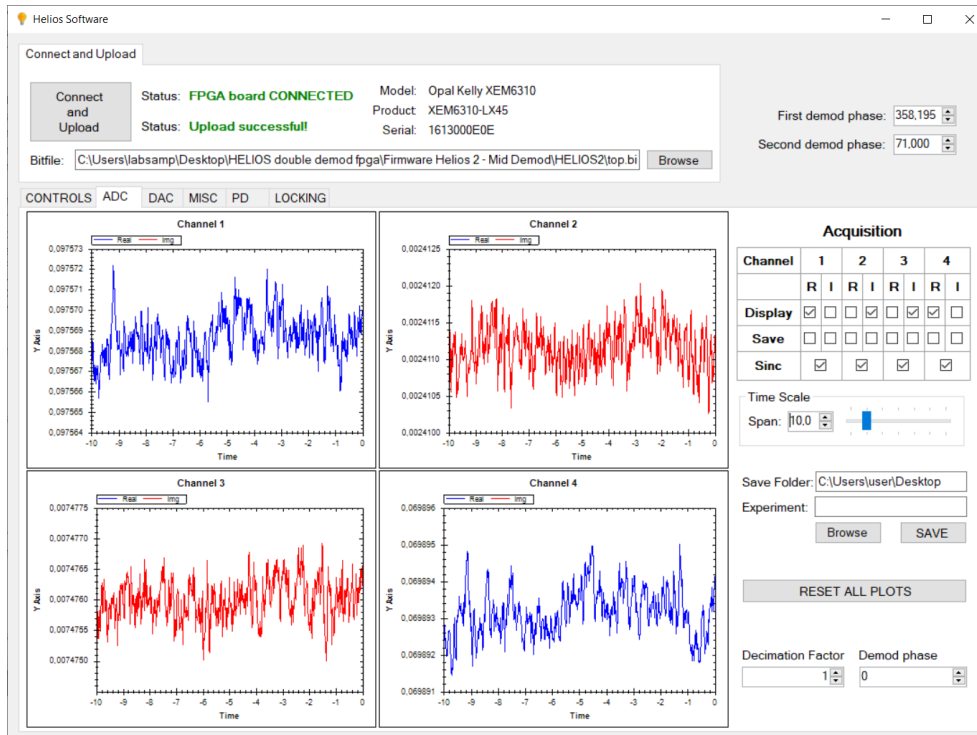 Helios Software
Connect and Upload
Connect and Upload
Status: FPGA board CONNECTED
Status: Upload successful!
Model: Opal Kelly XEM6310
Product XEM6310-LX45
Serial: 1613000E0E
Bitfile: C:\Users\labsamp\Desktop\HELIOS double demod fpga\Firmware Helios 2 - Mid Demod\HELIOS2\top.bi Browse
First demod phase: 358,195
Second demod phase: 71,000
CONTROLS ADC DAC MISC PD LOCKING
Channel 1
Real Img
Y Axis
0,097573
0,097572
0,097571
0,097570
0,097569
0,097568
0,097567
0,097566
0,097565
0,097564
-10 -9 -8 -7 -6 -5 -4 -3 -2 -1 0
Time
Channel 2
Real Img
Y Axis
0,0024125
0,0024120
0,0024115
0,0024110
0,0024105
0,0024100
-10 -9 -8 -7 -6 -5 -4 -3 -2 -1 0
Time
Channel 3
Real Img
Y Axis
0,0074775
0,0074770
0,0074765
0,0074760
0,0074755
0,0074750
-10 -9 -8 -7 -6 -5 -4 -3 -2 -1 0
Time
Channel 4
Real Img
Y Axis
0,069896
0,069895
0,069894
0,069893
0,069892
0,069891
-10 -9 -8 -7 -6 -5 -4 -3 -2 -1 0
Time
Acquisition
Channel 1 2 3 4
R I R I R I R I
Display
Save
Sinc
Time Scale
Span: 10,0
Save Folder: C:\Users\user\Desktop
Experiment:
Browse SAVE
RESET ALL PLOTS
Decimation Factor Demod phase
1 0